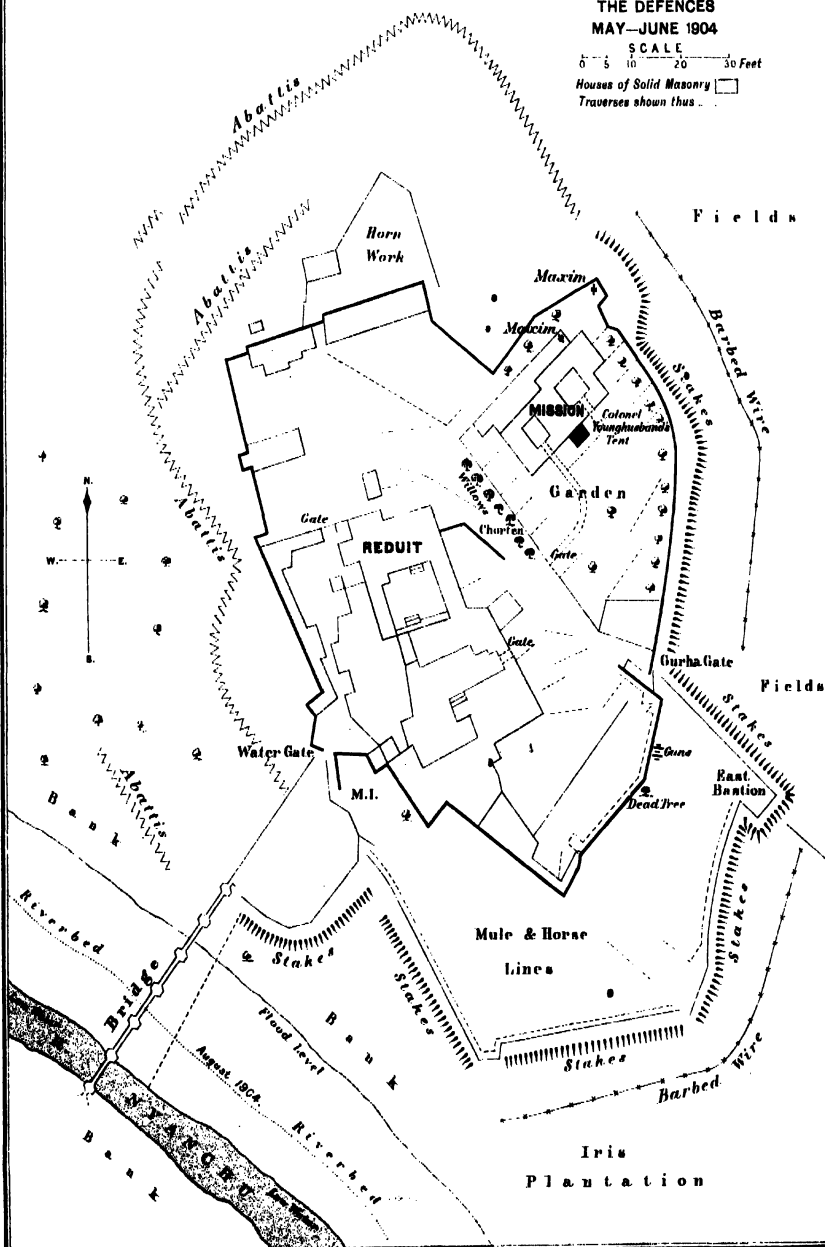 THE DEFENCES
MAY—JUNE 1904
SCALE
0 5 10 20 30 Feet
Houses of Solid Masonry
Traverses shown thus
Abattis
Fields
Horn
Work
Abattis
Maxim
Maxim
Barbed Wire
Stakes
MISSION
Colonel
Younghusband's
Tent
N.
W. E.
S.
Abattis
Willows
Garden
Gate
REDUIT
Chorten
Gate
Gate
Gurha Gate
Fields
Stakes
Water Gate
Guns
East
Bastion
M.I.
Dead Tree
Abattis
Bank
Riverbed
Stakes
Mule & Horse
Lines
Stakes
Stakes
Bridge
Flood Level
Bank
Stakes
August 1904.
Barbed Wire
NYANGHU
Riverbed
Bank
Iris
Plantation